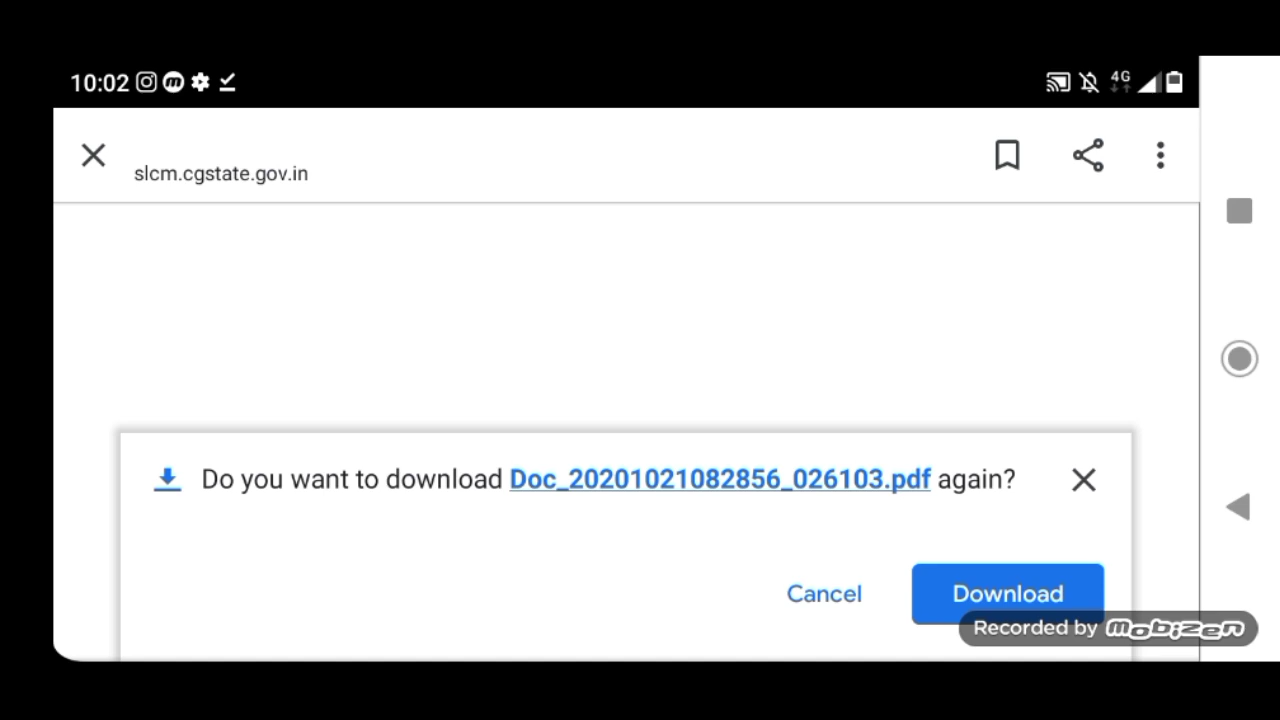 10:02
4G
slcm.cgstate.gov.in
Do you want to download Doc_20201021082856_026103.pdf again?
Cancel
Download
Recorded by mobizen